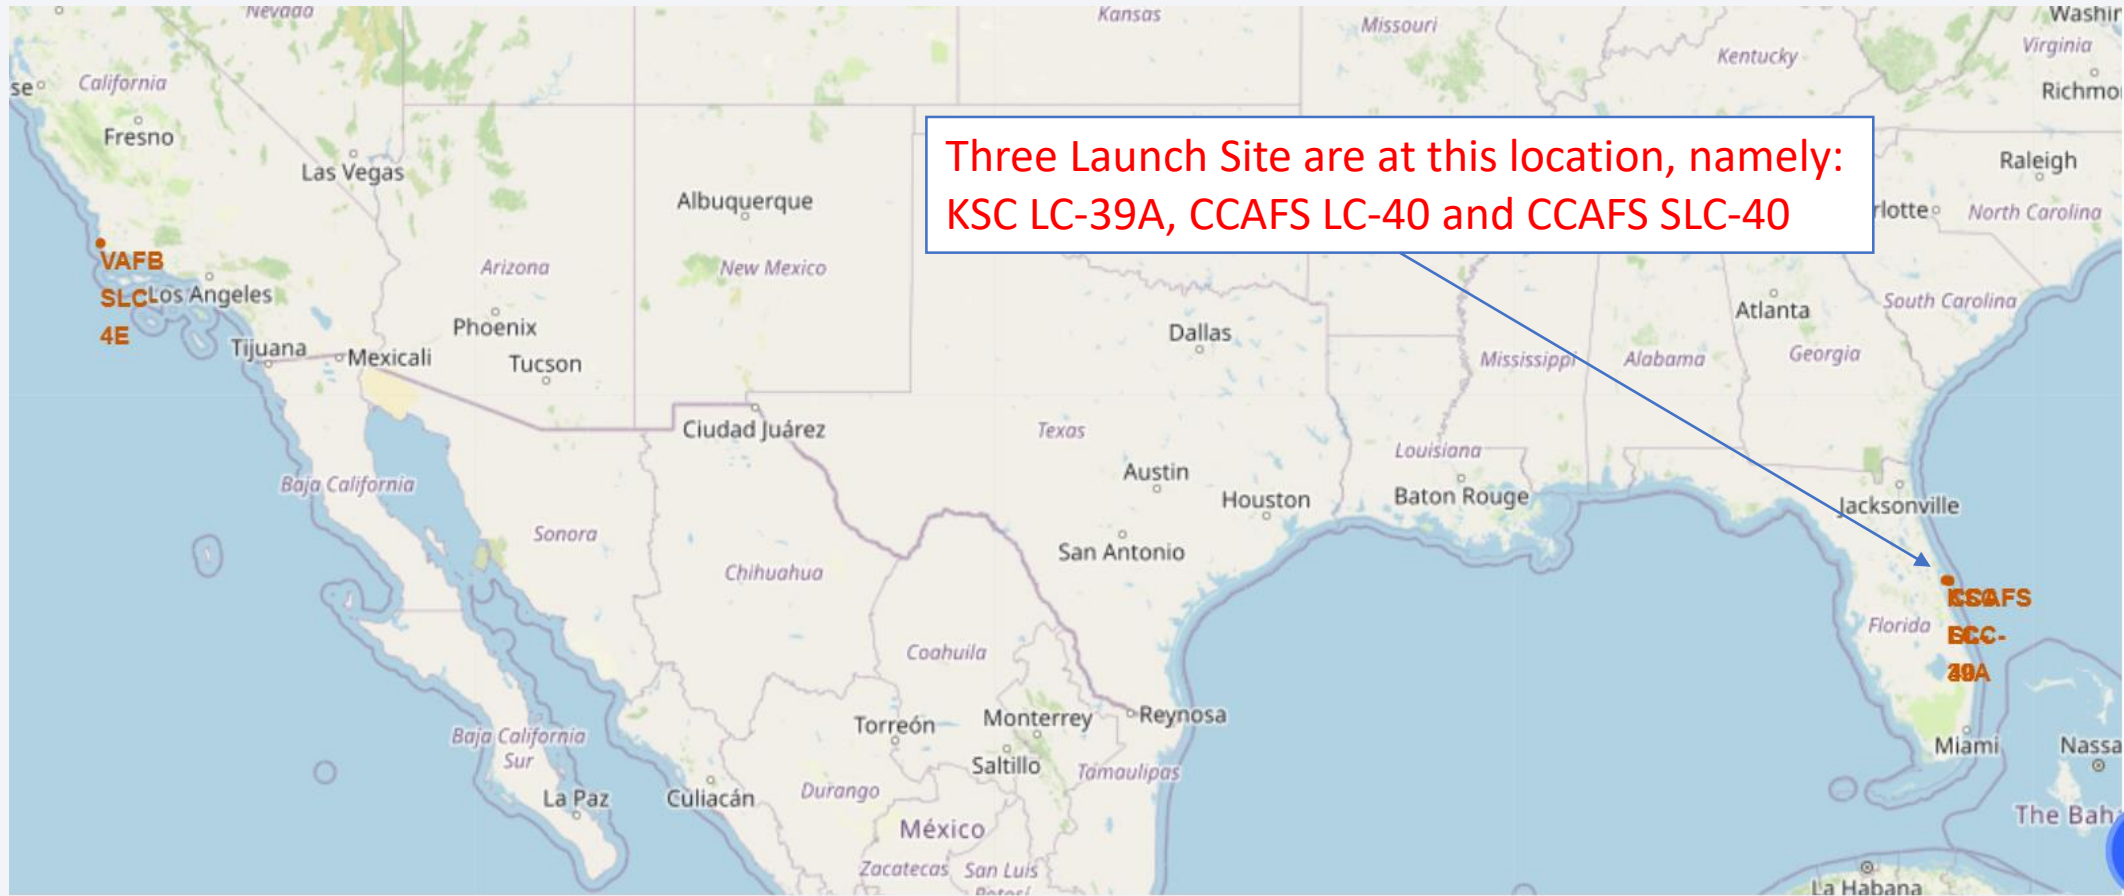 Nevada
Kansas
Missouri
Washin
Kentucky
Virginia
se
California
Richmo
Fresno
Three Launch Site are at this location, namely:
KSC LC-39A, CCAFS LC-40 and CCAFS SLC-40
Las Vegas
Raleigh
Albuquerque
rlotte
North Carolina
VAFB
SLC
4E
Los Angeles
Arizona
New Mexico
South Carolina
Atlanta
Phoenix
Dallas
Tijuana
Mexicali
Tucson
Mississippi
Alabama
Georgia
Ciudad Juárez
Texas
Louisiana
Austin
Baja California
Houston
Baton Rouge
Jacksonville
Sonora
San Antonio
Chihuahua
Florida
Coahuila
Torreón
Monterrey
Reynosa
Baja California
Sur
Miami
Nassa
Saltillo
Tamaulipas
La Paz
Culiacán
Durango
The Bah
México
Zacatecas
San Luis
La Habana